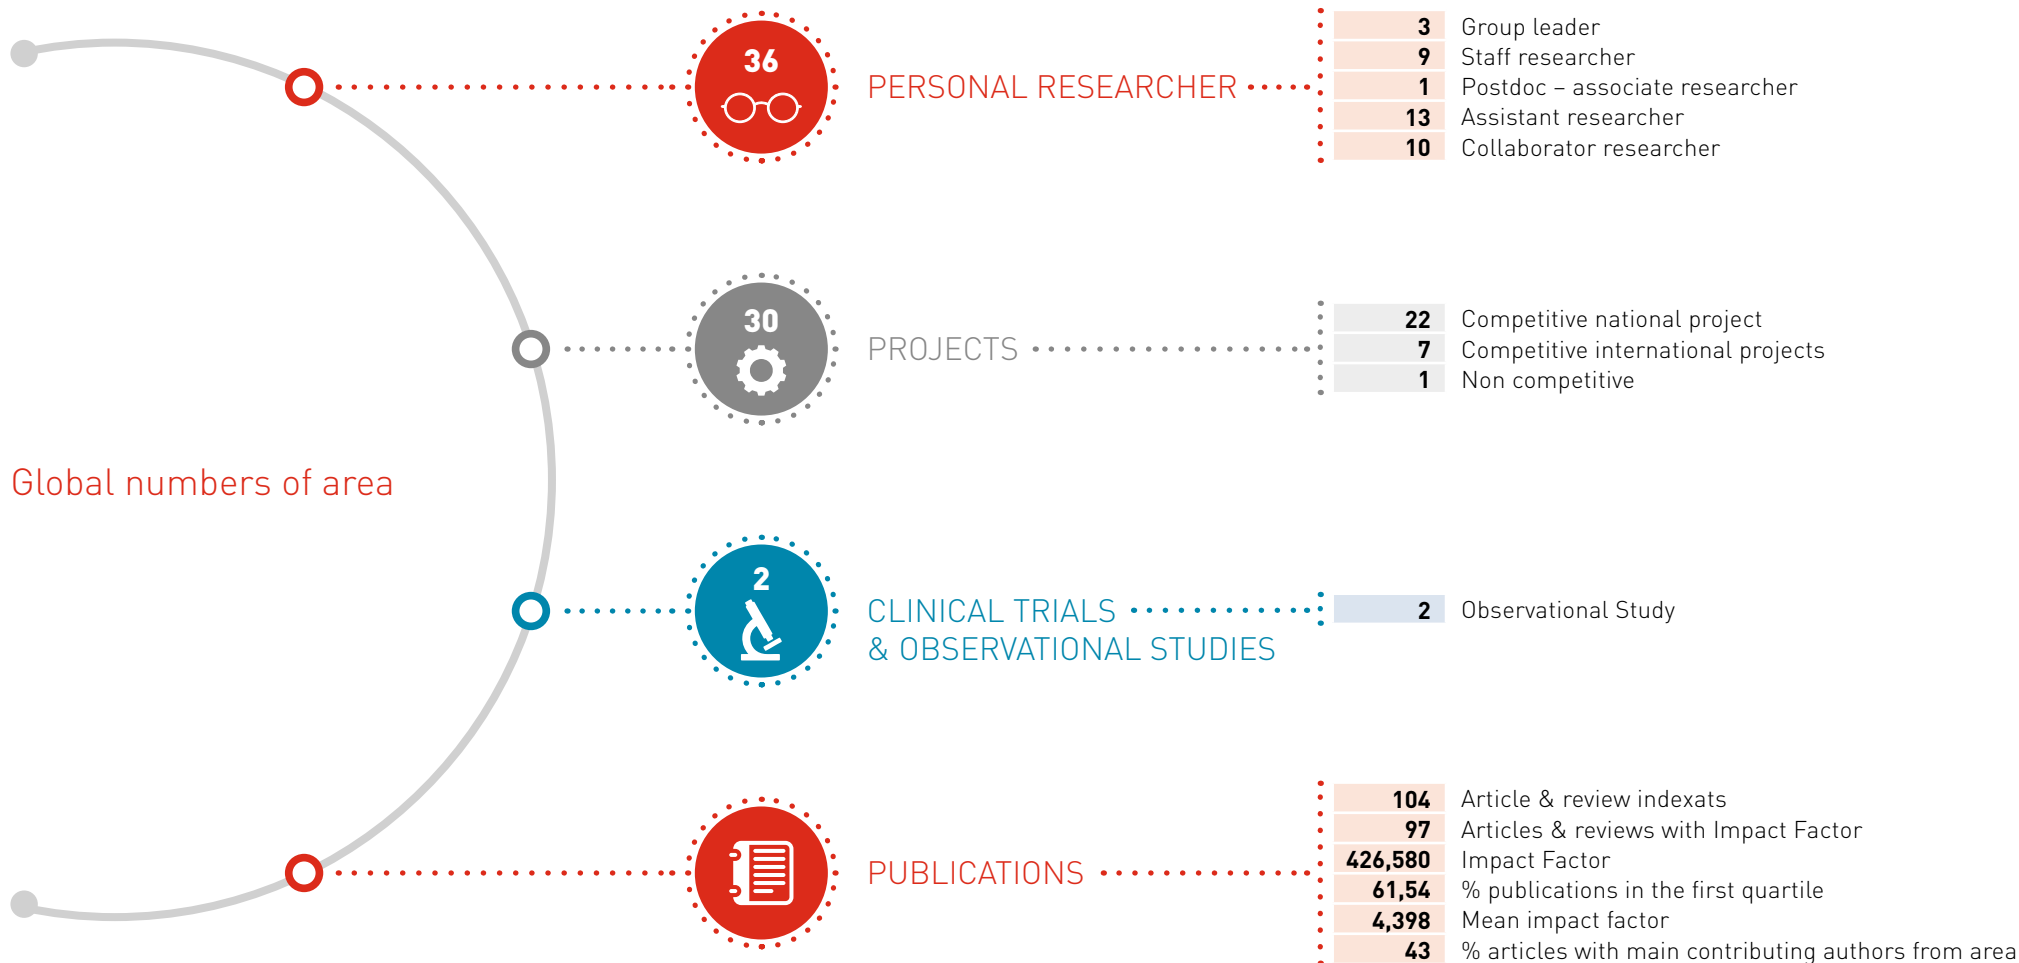 36
PERSONAL RESEARCHER
3 Group leader
9 Staff researcher
1 Postdoc – associate researcher
13 Assistant researcher
10 Collaborator researcher
30
PROJECTS
22 Competitive national project
7 Competitive international projects
1 Non competitive
Global numbers of area
2
CLINICAL TRIALS
& OBSERVATIONAL STUDIES
2 Observational Study
PUBLICATIONS
104 Article & review indexats
97 Articles & reviews with Impact Factor
426,580 Impact Factor
61,54 % publications in the first quartile
4,398 Mean impact factor
43 % articles with main contributing authors from area